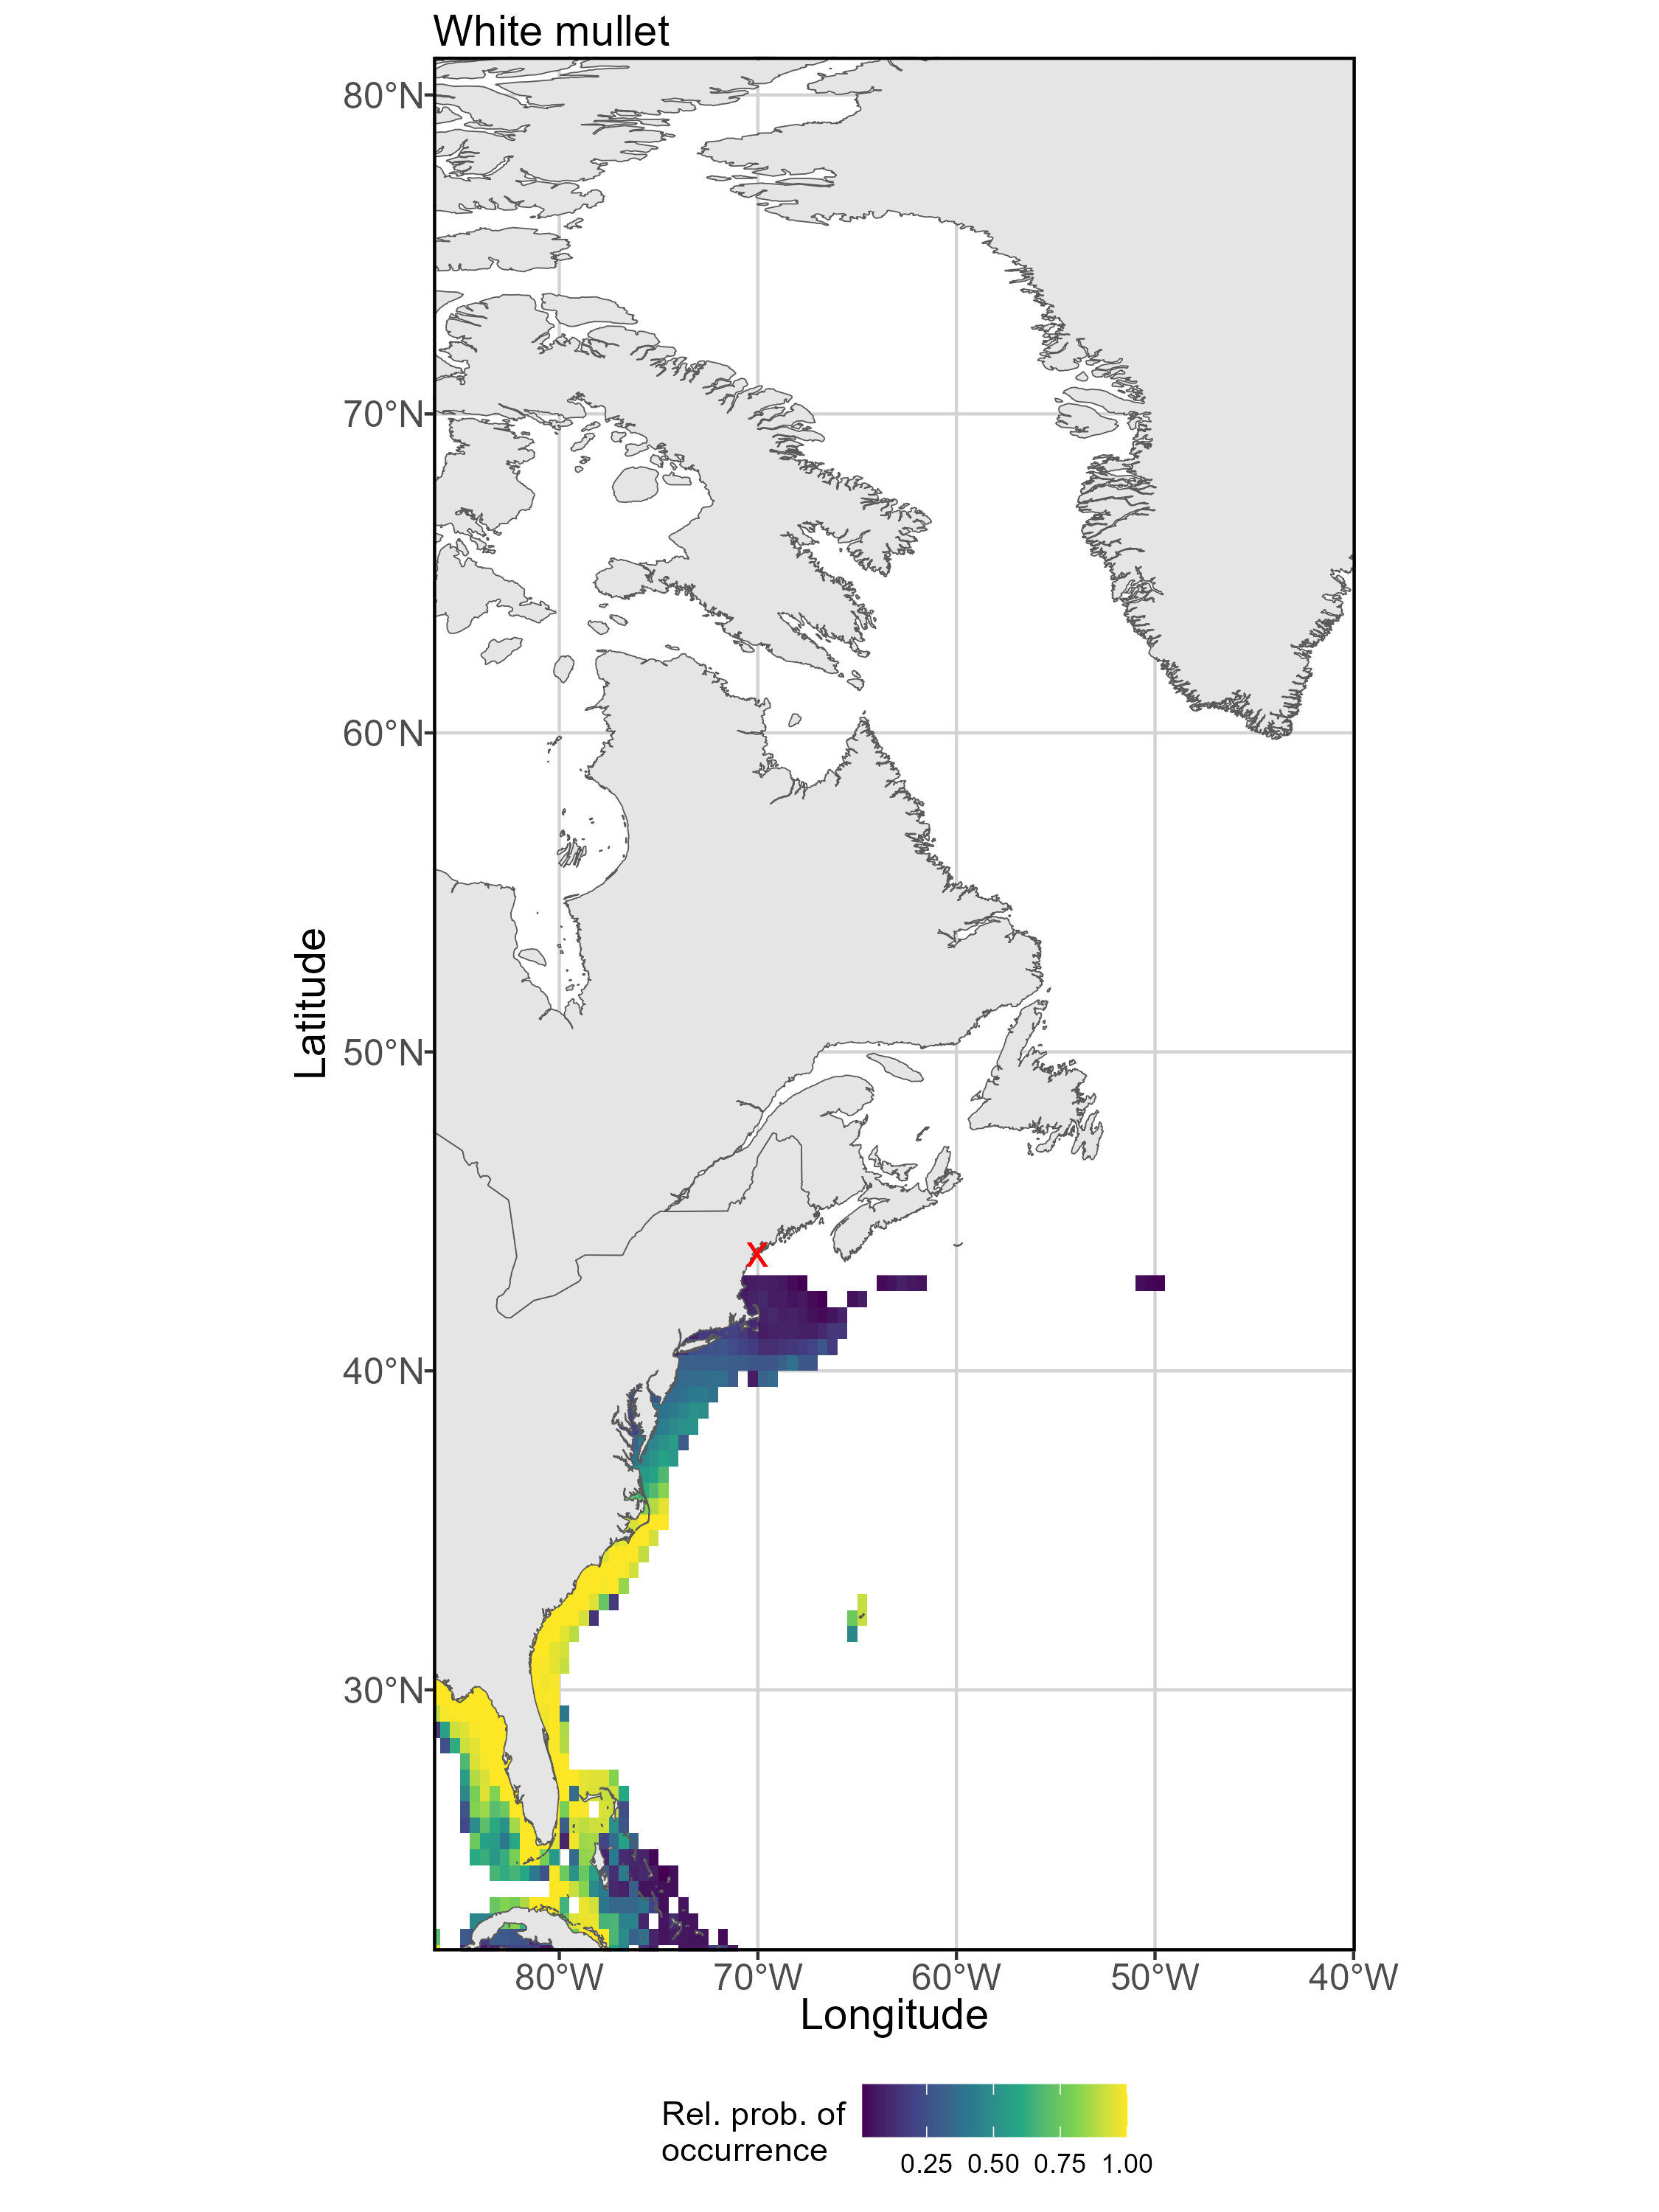 White mullet
80°N
70°N
60°N
50°N
40°N
30°N
Latitude
X
80°W 70°W 60°W 50°W 40°W
Longitude
Rel. prob. of
occurrence
0.25 0.50 0.75 1.00